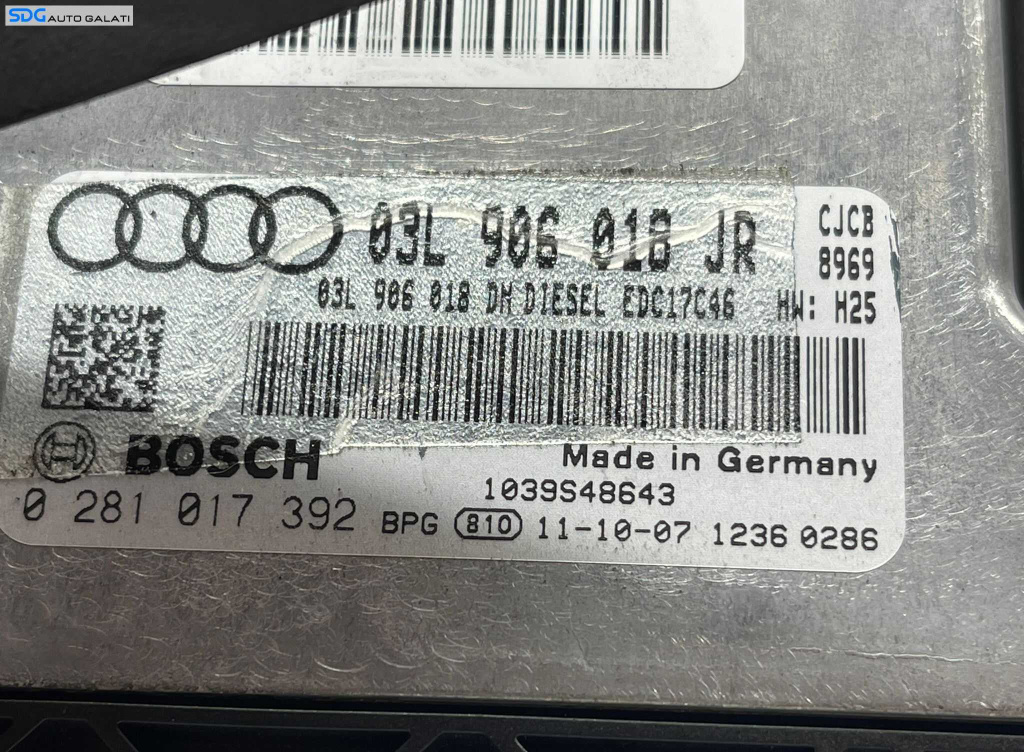 SDG AUTO GALATI
03L 906 018 JR
CJCB
8969
03L 906 018 DM DIESEL EDC17C46 HW: H25
BOSCH
Made in Germany
1039S48643
0 281 017 392 BPG 810 11-10-07 1236 0286